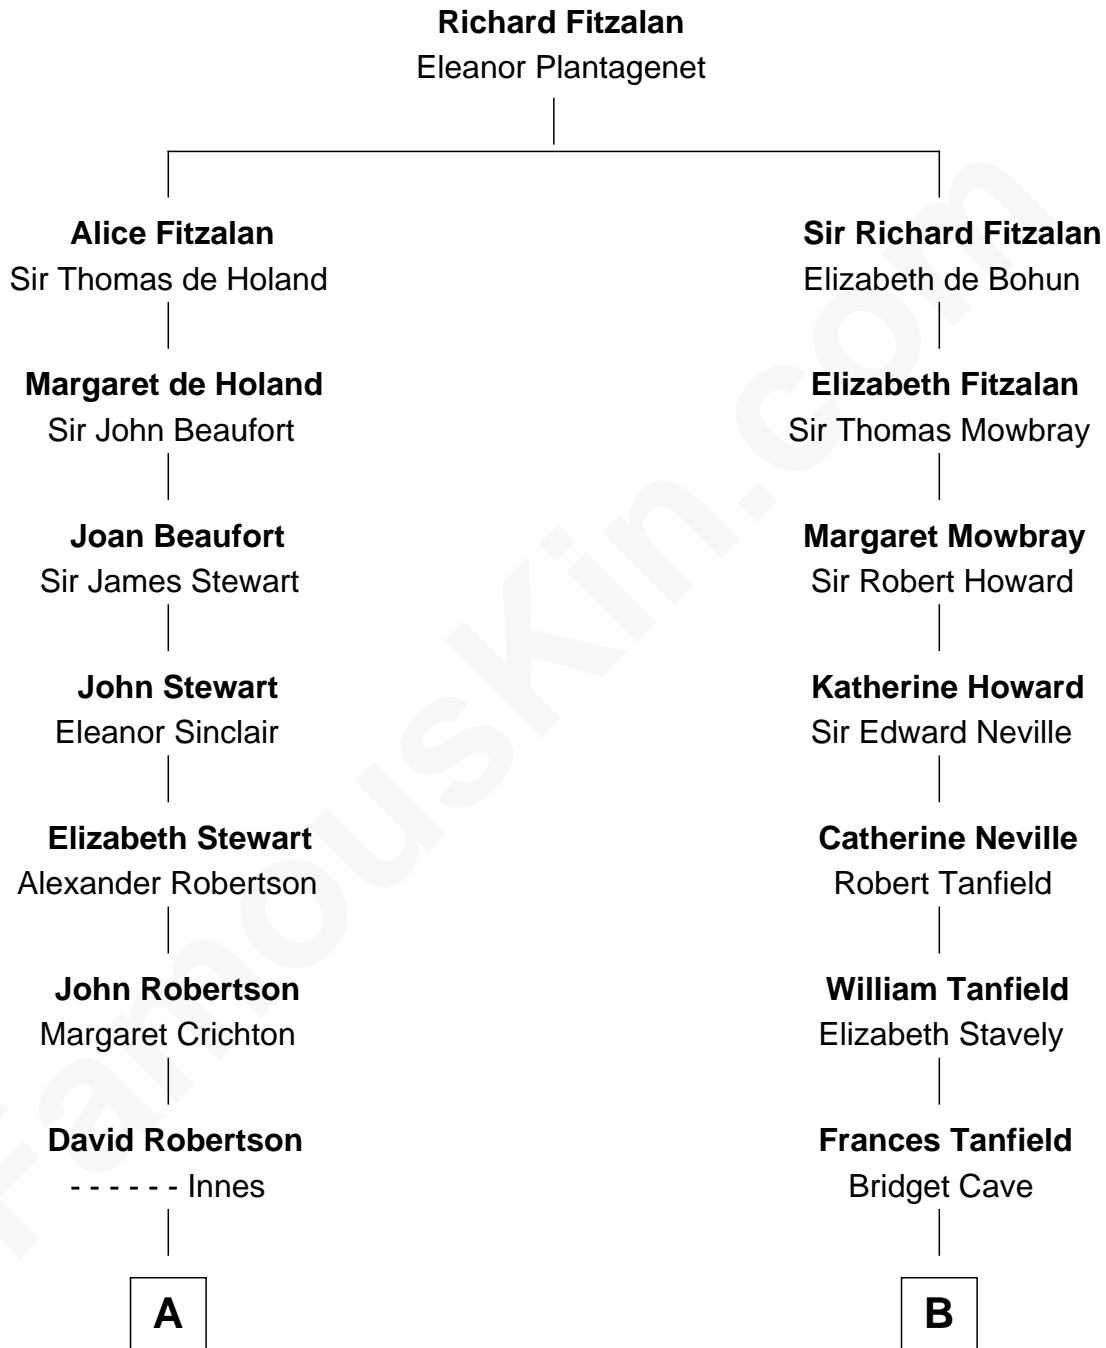 Richard Fitzalan
Eleanor Plantagenet
Alice Fitzalan
Sir Thomas de Holand
Margaret de Holand
Sir John Beaufort
Joan Beaufort
Sir James Stewart
John Stewart
Eleanor Sinclair
Elizabeth Stewart
Alexander Robertson
John Robertson
Margaret Crichton
David Robertson
- - - - - - Innes
A
Sir Richard Fitzalan
Elizabeth de Bohun
Elizabeth Fitzalan
Sir Thomas Mowbray
Margaret Mowbray
Sir Robert Howard
Katherine Howard
Sir Edward Neville
Catherine Neville
Robert Tanfield
William Tanfield
Elizabeth Stavely
Frances Tanfield
Bridget Cave
B
FamousKin.com